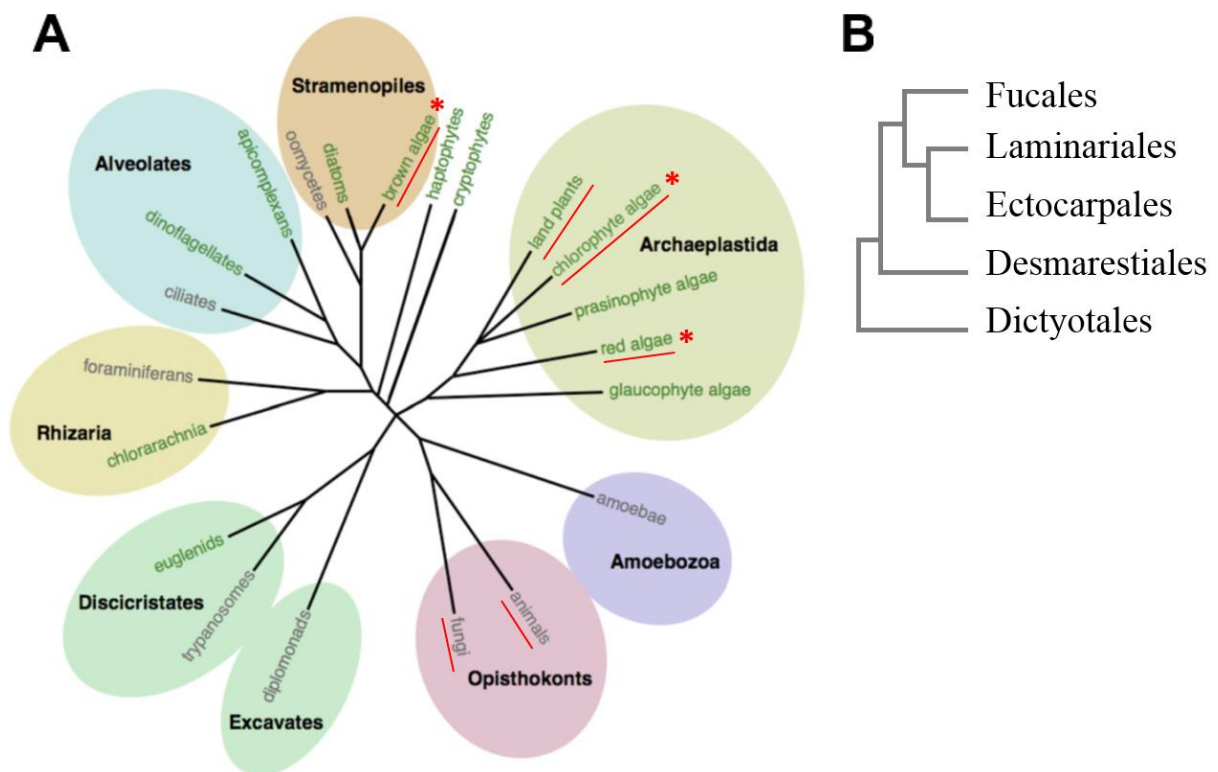 A
Stramenopiles
oomycetes
diatoms
brown algae *
haptophytes
cryptophytes
Alveolates
apicomplexans
dinoflagellates
ciliates
land plants
chlorophyte algae *
Archaeplastida
prasinophyte algae
red algae *
glaucophyte algae
foraminiferans
Rhizaria
chlorarachnia
amoebae
Amoebozoa
euglenids
Discicristates
trypanosomes
diplomonads
Excavates
fungi
animals
Opisthokonts
B
Fucales
Laminariales
Ectocarpales
Desmarestiales
Dictyotales